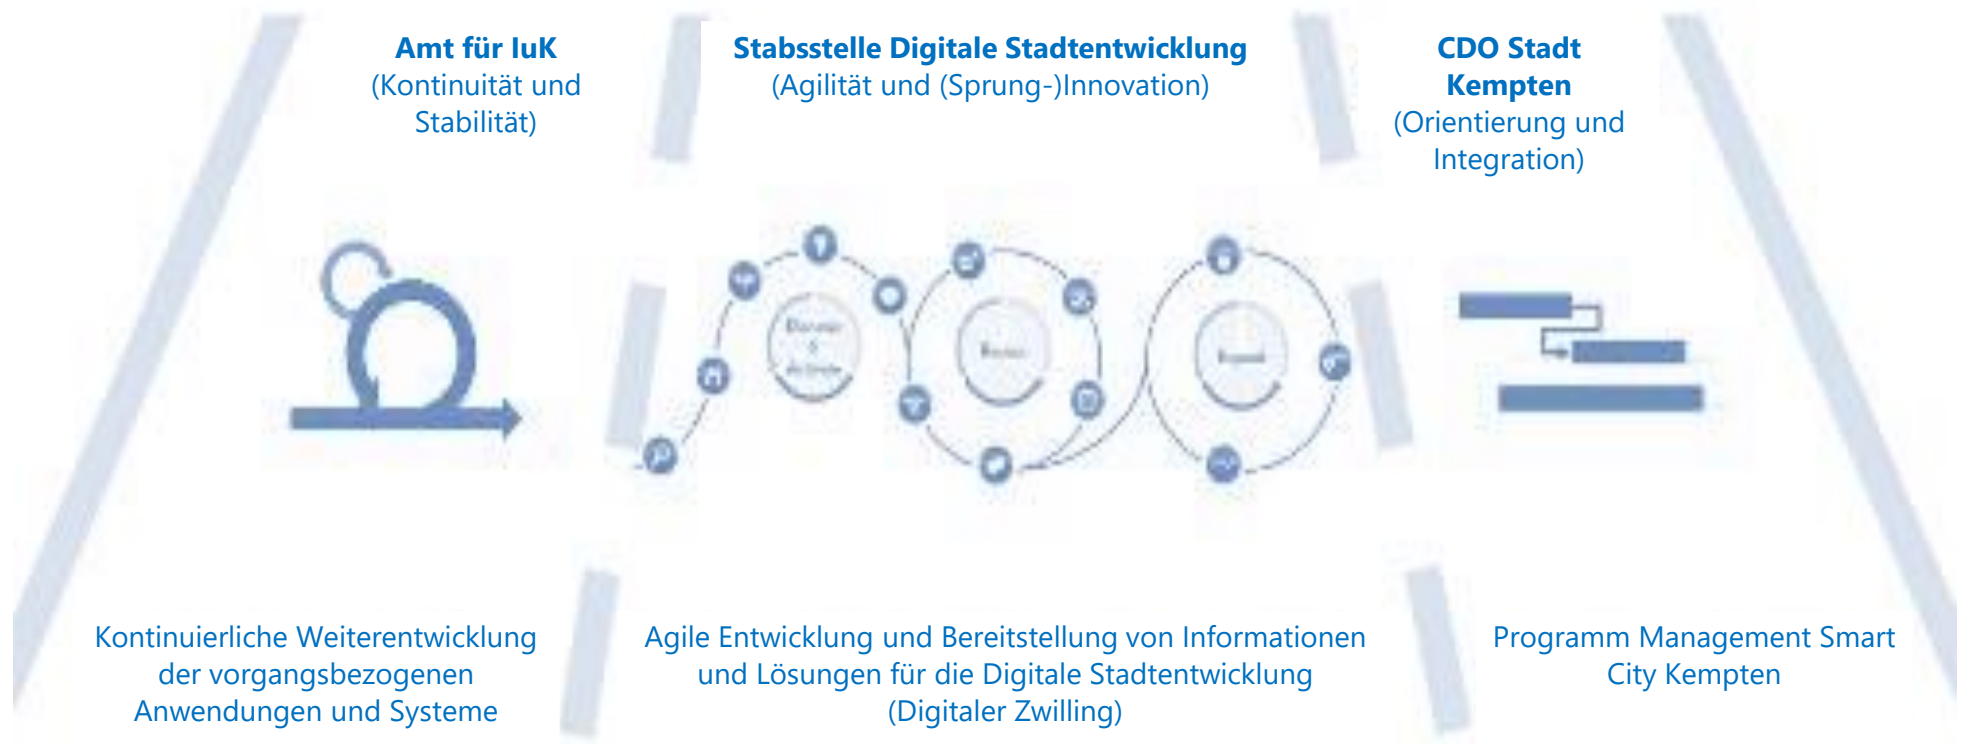 Amt für IuK
(Kontinuität und
Stabilität)
Stabsstelle Digitale Stadtentwicklung
(Agilität und (Sprung-)Innovation)
CDO Stadt
Kempten
(Orientierung und
Integration)
Kontinuierliche Weiterentwicklung
der vorgangsbezogenen
Anwendungen und Systeme
Agile Entwicklung und Bereitstellung von Informationen
und Lösungen für die Digitale Stadtentwicklung
(Digitaler Zwilling)
Programm Management Smart
City Kempten